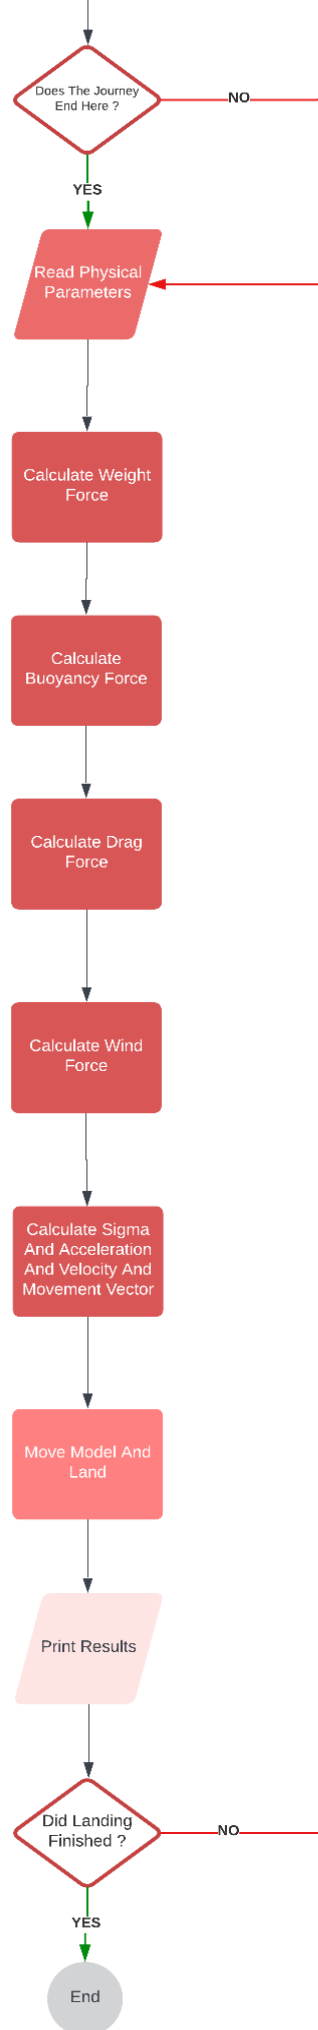 Does The Journey
End Here ?
NO
YES
Read Physical
Parameters
Calculate Weight
Force
Calculate
Buoyancy Force
Calculate Drag
Force
Calculate Wind
Force
Calculate Sigma
And Acceleration
And Velocity And
Movement Vector
Move Model And
Land
Print Results
Did Landing
Finished ?
NO
YES
End